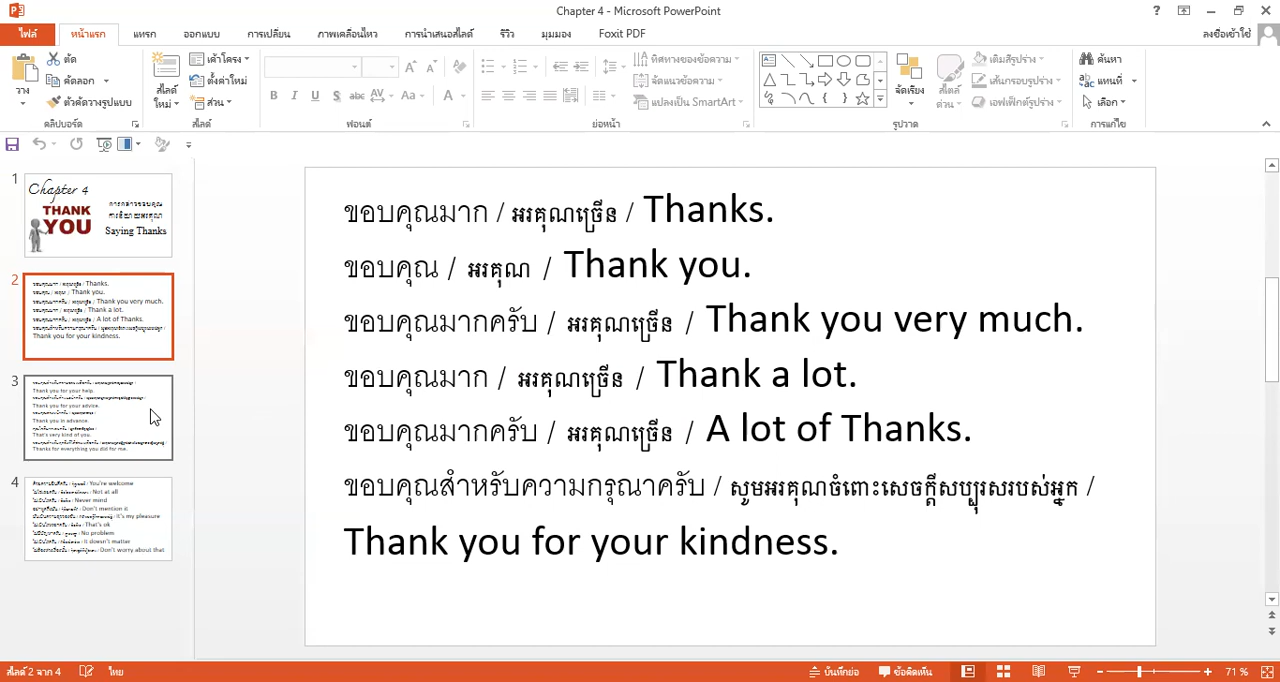 Chapter 4 - Microsoft PowerPoint
ไฟล์ หน้าแรก แทรก ออกแบบ การเปลี่ยน ภาพเคลื่อนไหว การนำเสนอสไลด์ รีวิว มุมมอง Foxit PDF ลงชื่อเข้าใช้
วาง
ตัด
คัดลอก
ตัวคัดวางรูปแบบ
คลิปบอร์ด
สไลด์ใหม่
เค้าโครง
ตั้งค่าใหม่
ส่วน
สไลด์
ฟอนต์
ทิศทางของข้อความ
จัดแนวข้อความ
แปลงเป็น SmartArt
ย่อหน้า
จัดเรียง
สไตล์ด่วน
เติมสีรูปร่าง
เส้นกรอบรูปร่าง
เอฟเฟ็กต์รูปร่าง
รูปวาด
ค้นหา
แทนที่
เลือก
การแก้ไข
1
Chapter 4
THANK YOU
การกล่าวขอบคุณ
Saying Thanks
2
3
Thank you for your help.
Thank you for your advice.
Thank you in advance.
That's very kind of you.
Thanks for everything you did for me.
4
You're welcome
Not at all
Never mind
Don't mention it
It's my pleasure
That's ok
No problem
It doesn't matter
Don't worry about that
ขอบคุณมาก / អរគុណច្រើន / Thanks.
ขอบคุณ / អរគុណ / Thank you.
ขอบคุณมากครับ / អរគុណច្រើន / Thank you very much.
ขอบคุณมาก / អរគុណច្រើន / Thank a lot.
ขอบคุณมากครับ / អរគុណច្រើន / A lot of Thanks.
ขอบคุณสำหรับความกรุณาครับ / សូមអរគុណចំពោះសេចក្ដីសប្បុរសរបស់អ្នក /
Thank you for your kindness.
สไลด์ 2 จาก 4 ไทย บันทึกย่อ ข้อคิดเห็น 71 %